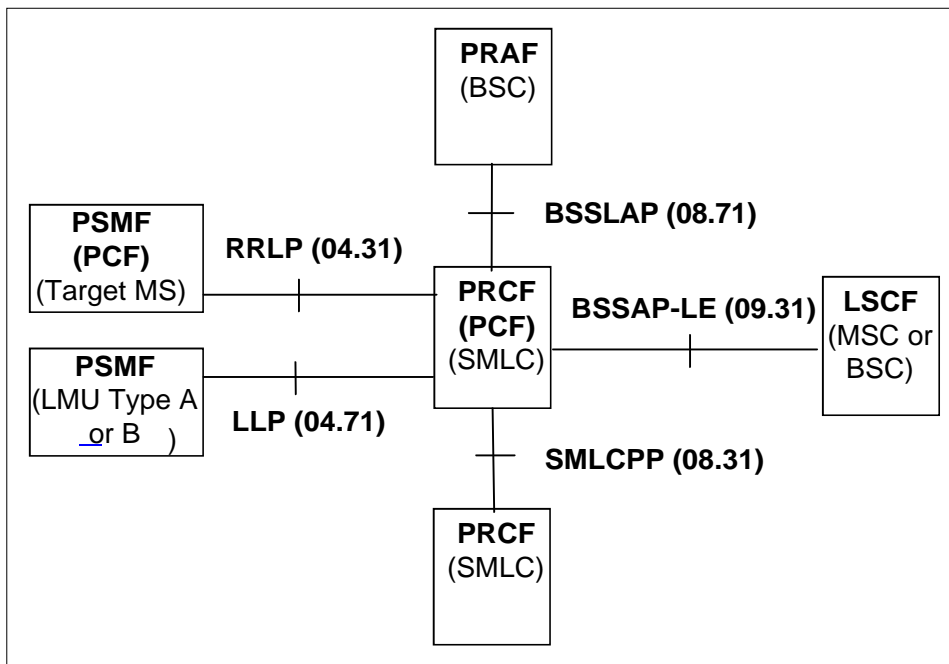 PRAF
(BSC)
BSSLAP (08.71)
PSMF
(PCF)
(Target MS)
RRLP (04.31)
PRCF
(PCF)
(SMLC)
BSSAP-LE (09.31)
LSCF
(MSC or
BSC)
PSMF
(LMU Type A
or B )
LLP (04.71)
SMLCPP (08.31)
PRCF
(SMLC)